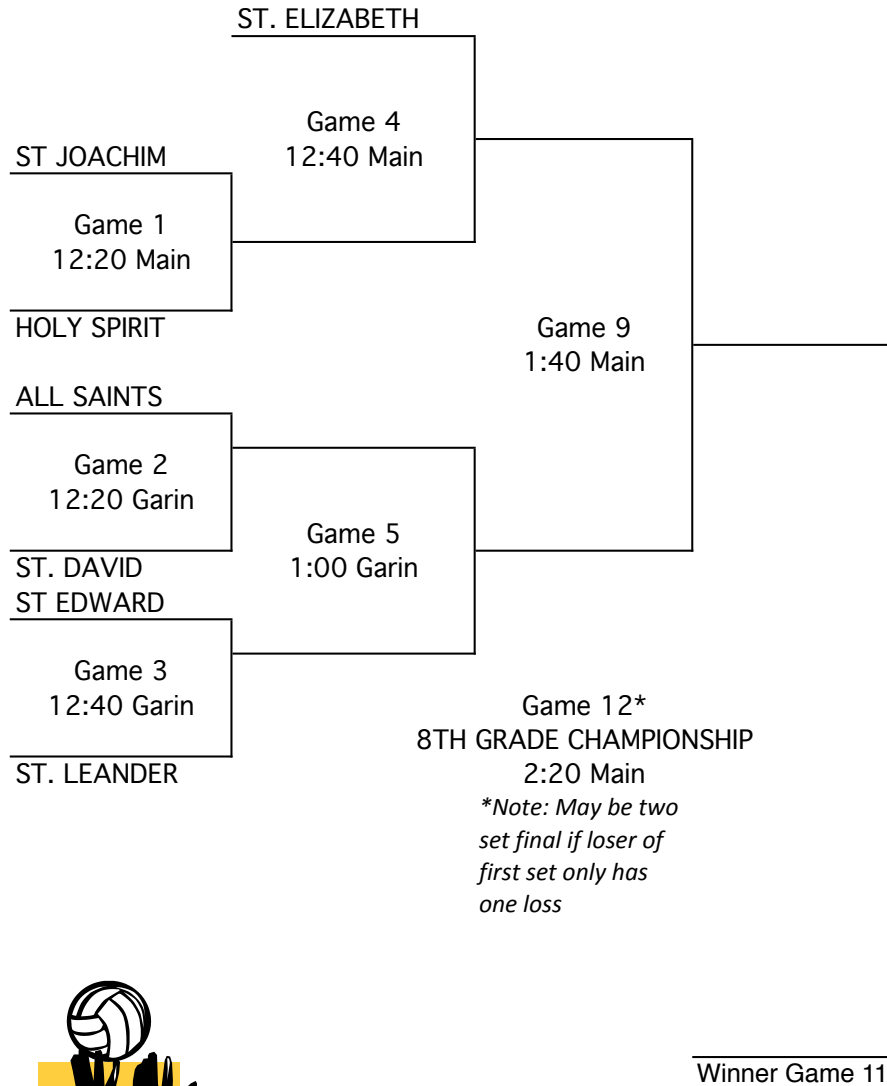 ST. ELIZABETH
Game 4
12:40 Main
ST JOACHIM
Game 1
12:20 Main
HOLY SPIRIT
Game 9
1:40 Main
ALL SAINTS
Game 2
12:20 Garin
Game 5
1:00 Garin
ST. DAVID
ST EDWARD
Game 3
12:40 Garin
ST. LEANDER
Game 12*
8TH GRADE CHAMPIONSHIP
2:20 Main
*Note: May be two
set final if loser of
first set only has
one loss
Winner Game 11